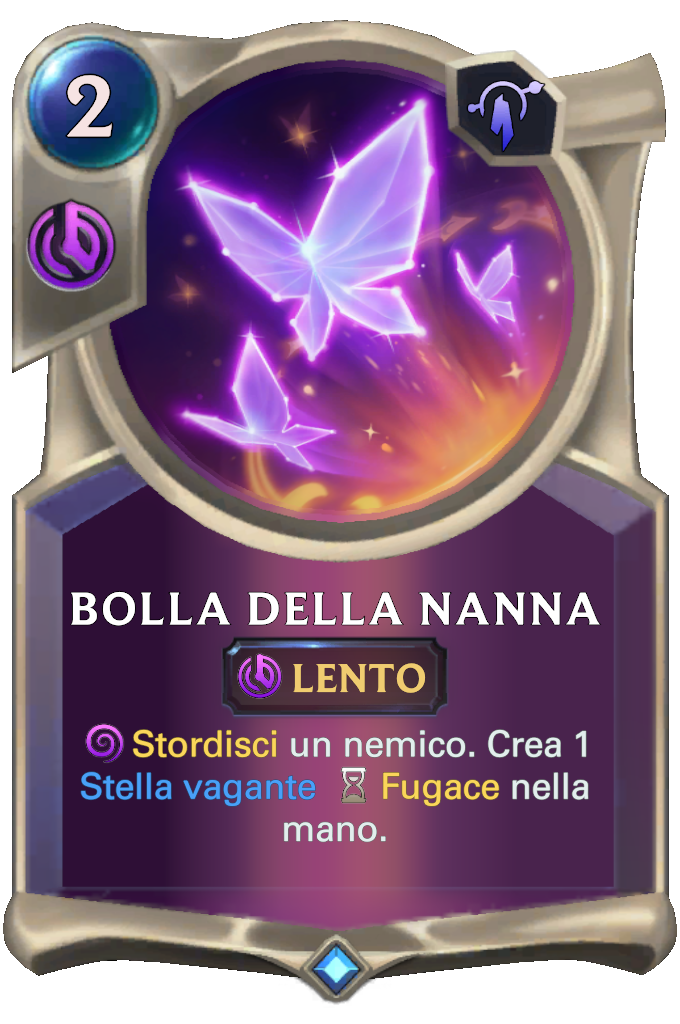 2
BOLLA DELLA NANNA
LENTO
Stordisci un nemico. Crea 1
Stella vagante Fugace nella
mano.